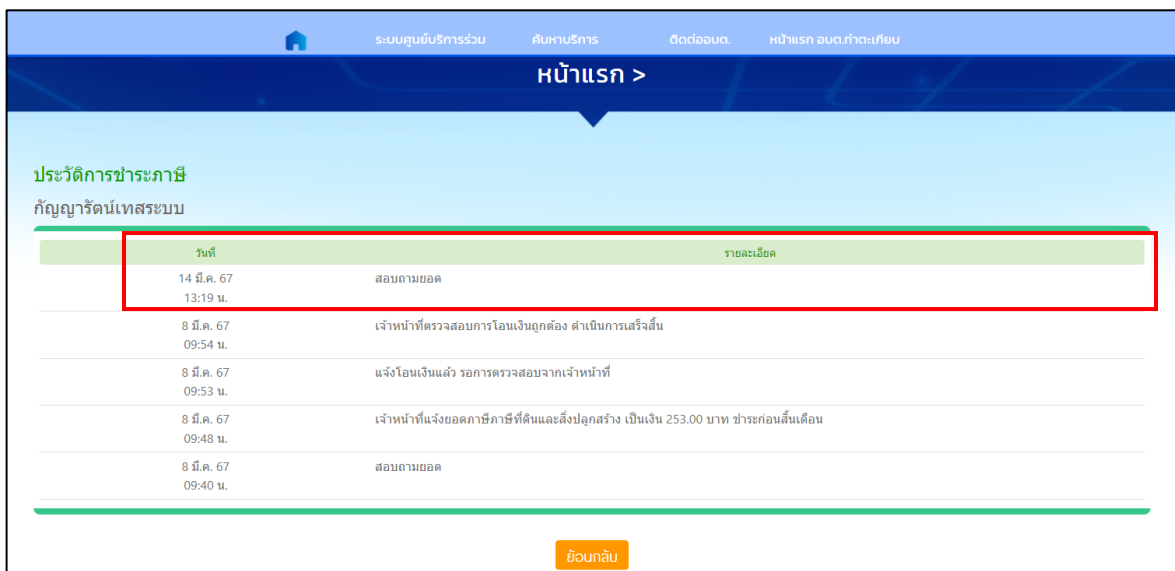 ระบบศูนย์บริการร่วม ค้นหาบริการ ติดต่ออบต. หน้าแรก อบต.ท่าตะเกียบ
หน้าแรก >
ประวัติการชำระภาษี
กัญญารัตน์เทสระบบ
วันที่ รายละเอียด
14 มี.ค. 67 สอบถามยอด
13:19 น.
8 มี.ค. 67 เจ้าหน้าที่ตรวจสอบการโอนเงินถูกต้อง ดำเนินการเสร็จสิ้น
09:54 น.
8 มี.ค. 67 แจ้งโอนเงินแล้ว รอการตรวจสอบจากเจ้าหน้าที่
09:53 น.
8 มี.ค. 67 เจ้าหน้าที่แจ้งยอดภาษีภาษีที่ดินและสิ่งปลูกสร้าง เป็นเงิน 253.00 บาท ชำระก่อนสิ้นเดือน
09:48 น.
8 มี.ค. 67 สอบถามยอด
09:40 น.
ย้อนกลับ